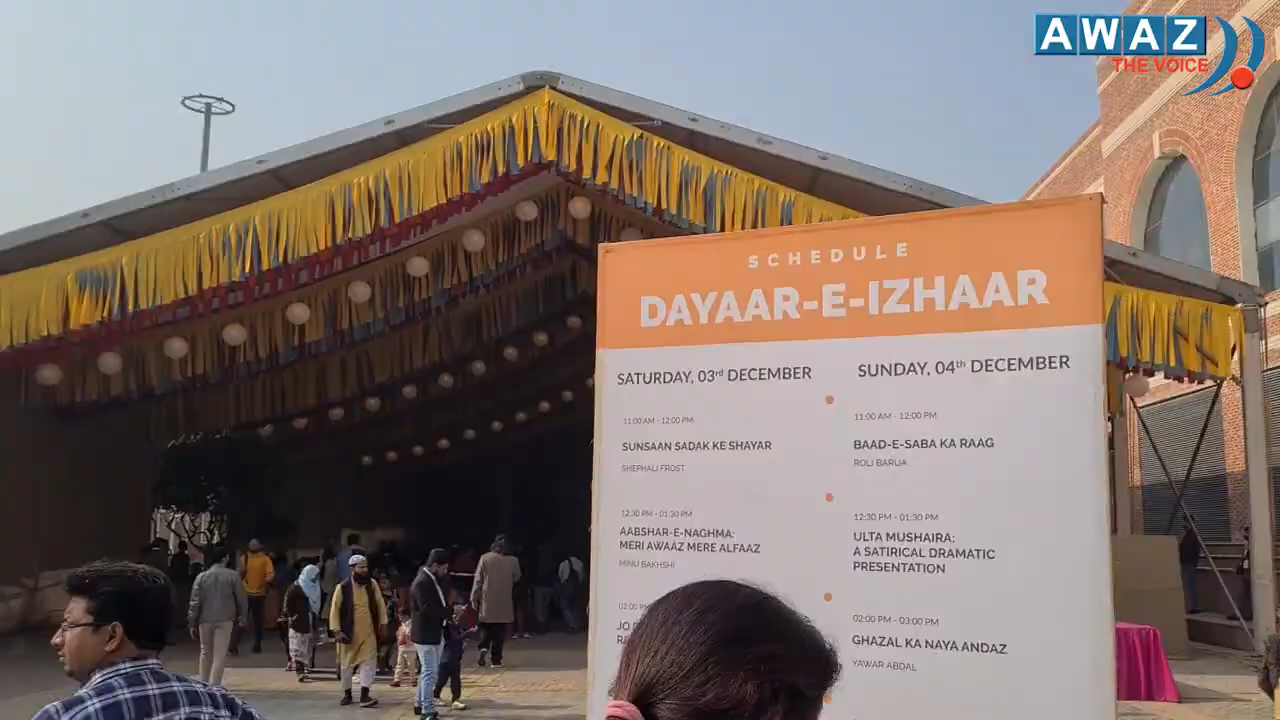 AWAZ
THE VOICE
SCHEDULE
DAYAAR-E-IZHAAR
SATURDAY, 03rd DECEMBER
11:00 AM - 12:00 PM
SUNSAAN SADAK KE SHAYAR
SHEPHALI FROST
12:30 PM - 01:30 PM
AABSHAR-E-NAGHMA:
MERI AWAAZ MERE ALFAAZ
MINU BAKHSHI
02:00
JO
SUNDAY, 04th DECEMBER
11:00 AM - 12:00 PM
BAAD-E-SABA KA RAAG
ROLI BARUA
12:30 PM - 01:30 PM
ULTA MUSHAIRA:
A SATIRICAL DRAMATIC
PRESENTATION
02:00 PM - 03:00 PM
GHAZAL KA NAYA ANDAZ
YAWAR ABDAL